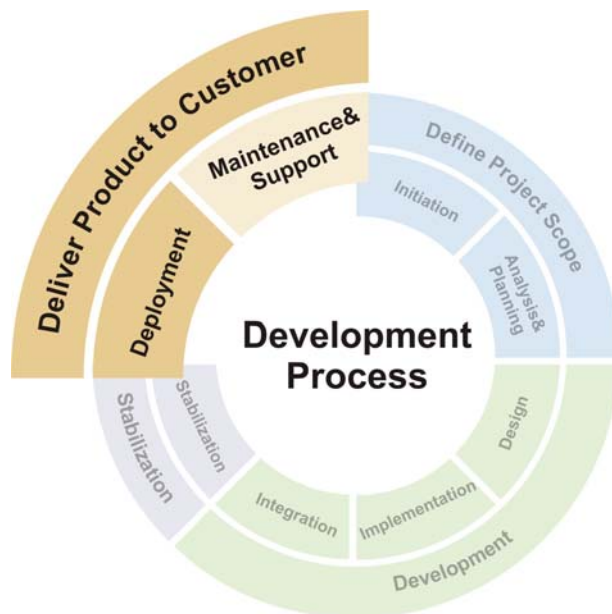 Deliver Product to Customer
Maintenance&
Support
Deployment
Define Project Scope
Initiation
Analysis&
Planning
Development
Process
Stabilization
Stabilization
Design
Integration
Implementation
Development